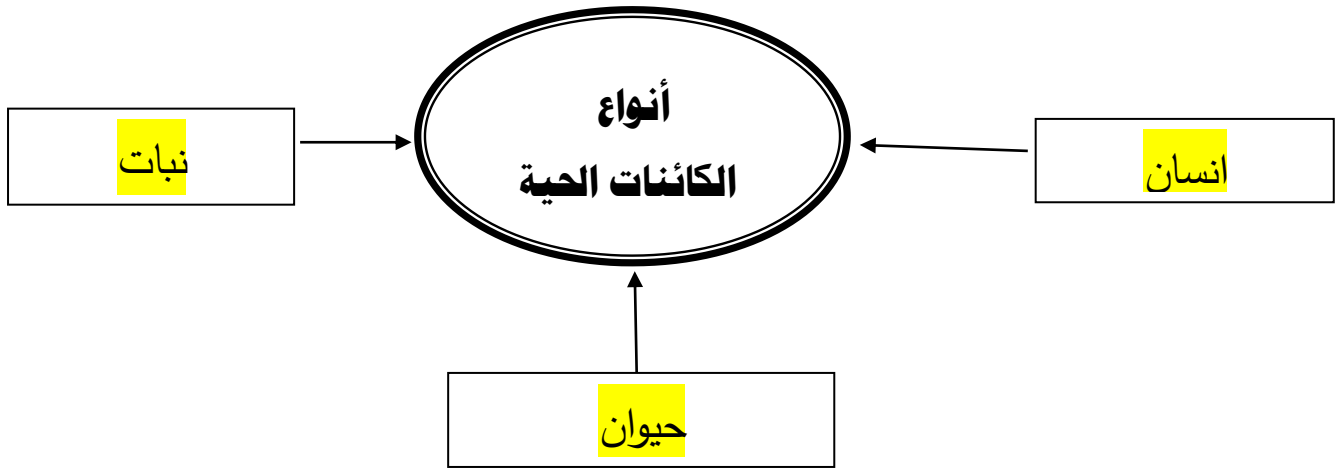 أنواع
الكائنات الحية
انسان
نبات
حيوان